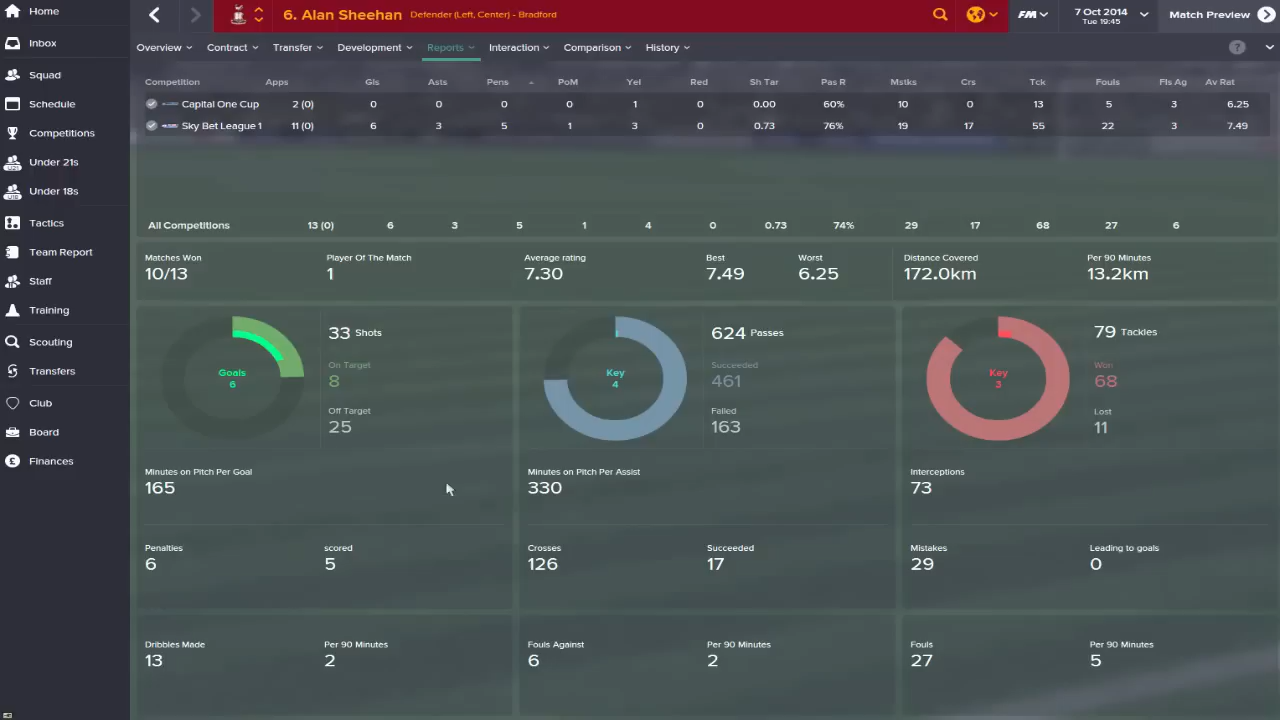 Home
6. Alan Sheehan Defender (Left, Center) - Bradford
FM
7 Oct 2014
Tue 19:45
Match Preview
Inbox
Squad
Schedule
Competitions
Under 21s
Under 18s
Tactics
Team Report
Staff
Training
Scouting
Transfers
Club
Board
Finances
Overview Contract Transfer Development Reports Interaction Comparison History ?
Competition Apps Gls Asts Pens PoM Yel Red Sh Tar Pas R Mstks Crs Tck Fouls Fls Ag Av Rat
Capital One Cup 2 (0) 0 0 0 0 1 0 0.00 60% 10 0 13 5 3 6.25
Sky Bet League 1 11 (0) 6 3 5 1 3 0 0.73 76% 19 17 55 22 3 7.49
All Competitions 13 (0) 6 3 5 1 4 0 0.73 74% 29 17 68 27 6
Matches Won Player Of The Match Average rating Best Worst Distance Covered Per 90 Minutes
10/13 1 7.30 7.49 6.25 172.0km 13.2km
Goals
6
33 Shots
On Target
8
Off Target
25
Minutes on Pitch Per Goal
165
Penalties scored
6 5
Key
4
624 Passes
Succeeded
461
Failed
163
Minutes on Pitch Per Assist
330
Crosses Succeeded
126 17
Key
3
79 Tackles
Won
68
Lost
11
Interceptions
73
Mistakes Leading to goals
29 0
Dribbles Made Per 90 Minutes
13 2
Fouls Against Per 90 Minutes
6 2
Fouls Per 90 Minutes
27 5